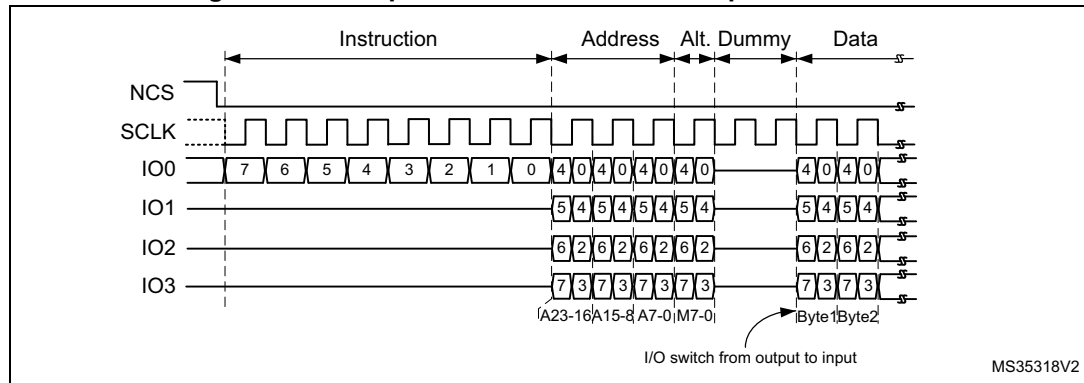 Instruction Address Alt. Dummy Data
NCS
SCLK
IO0 7 6 5 4 3 2 1 0 4 0 4 0 4 0 4 0 4 0 4 0
IO1 5 4 5 4 5 4 5 4 5 4 5 4
IO2 6 2 6 2 6 2 6 2 6 2 6 2
IO3 7 3 7 3 7 3 7 3 7 3 7 3
A23-16 A15-8 A7-0 M7-0 Byte1 Byte2
I/O switch from output to input
MS35318V2